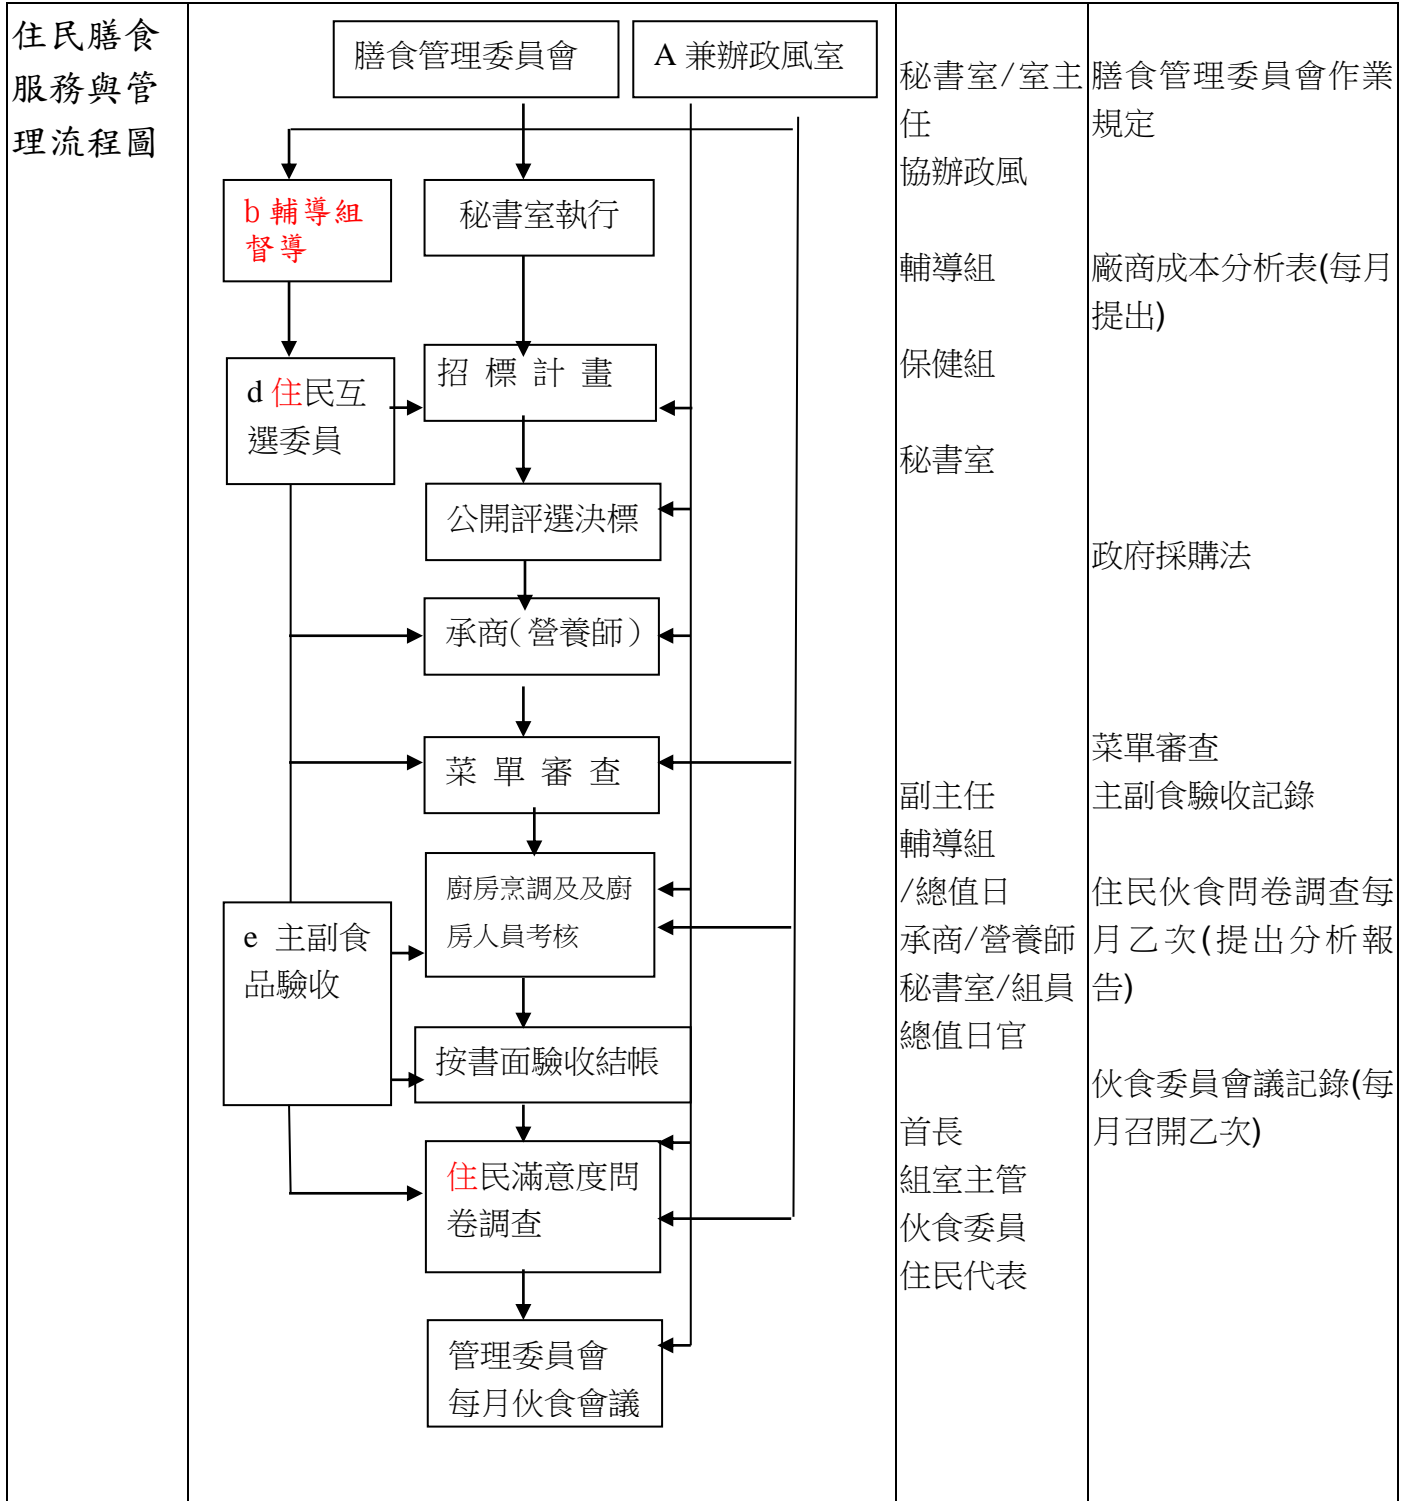 住民膳食
服務與管
理流程圖
膳食管理委員會
A 兼辦政風室
b 輔導組
督導
秘書室執行
d 住民互
選委員
招 標 計 畫
公開評選決標
承商(營養師)
菜 單 審 查
廚房烹調及及廚
房人員考核
e 主副食
品驗收
按書面驗收結帳
住民滿意度問
卷調查
管理委員會
每月伙食會議
秘書室/室主
任
協辦政風
輔導組
保健組
秘書室
副主任
輔導組
/總值日
承商/營養師
秘書室/組員
總值日官
首長
組室主管
伙食委員
住民代表
膳食管理委員會作業
規定
廠商成本分析表(每月
提出)
政府採購法
菜單審查
主副食驗收記錄
住民伙食問卷調查每
月乙次(提出分析報
告)
伙食委員會議記錄(每
月召開乙次)